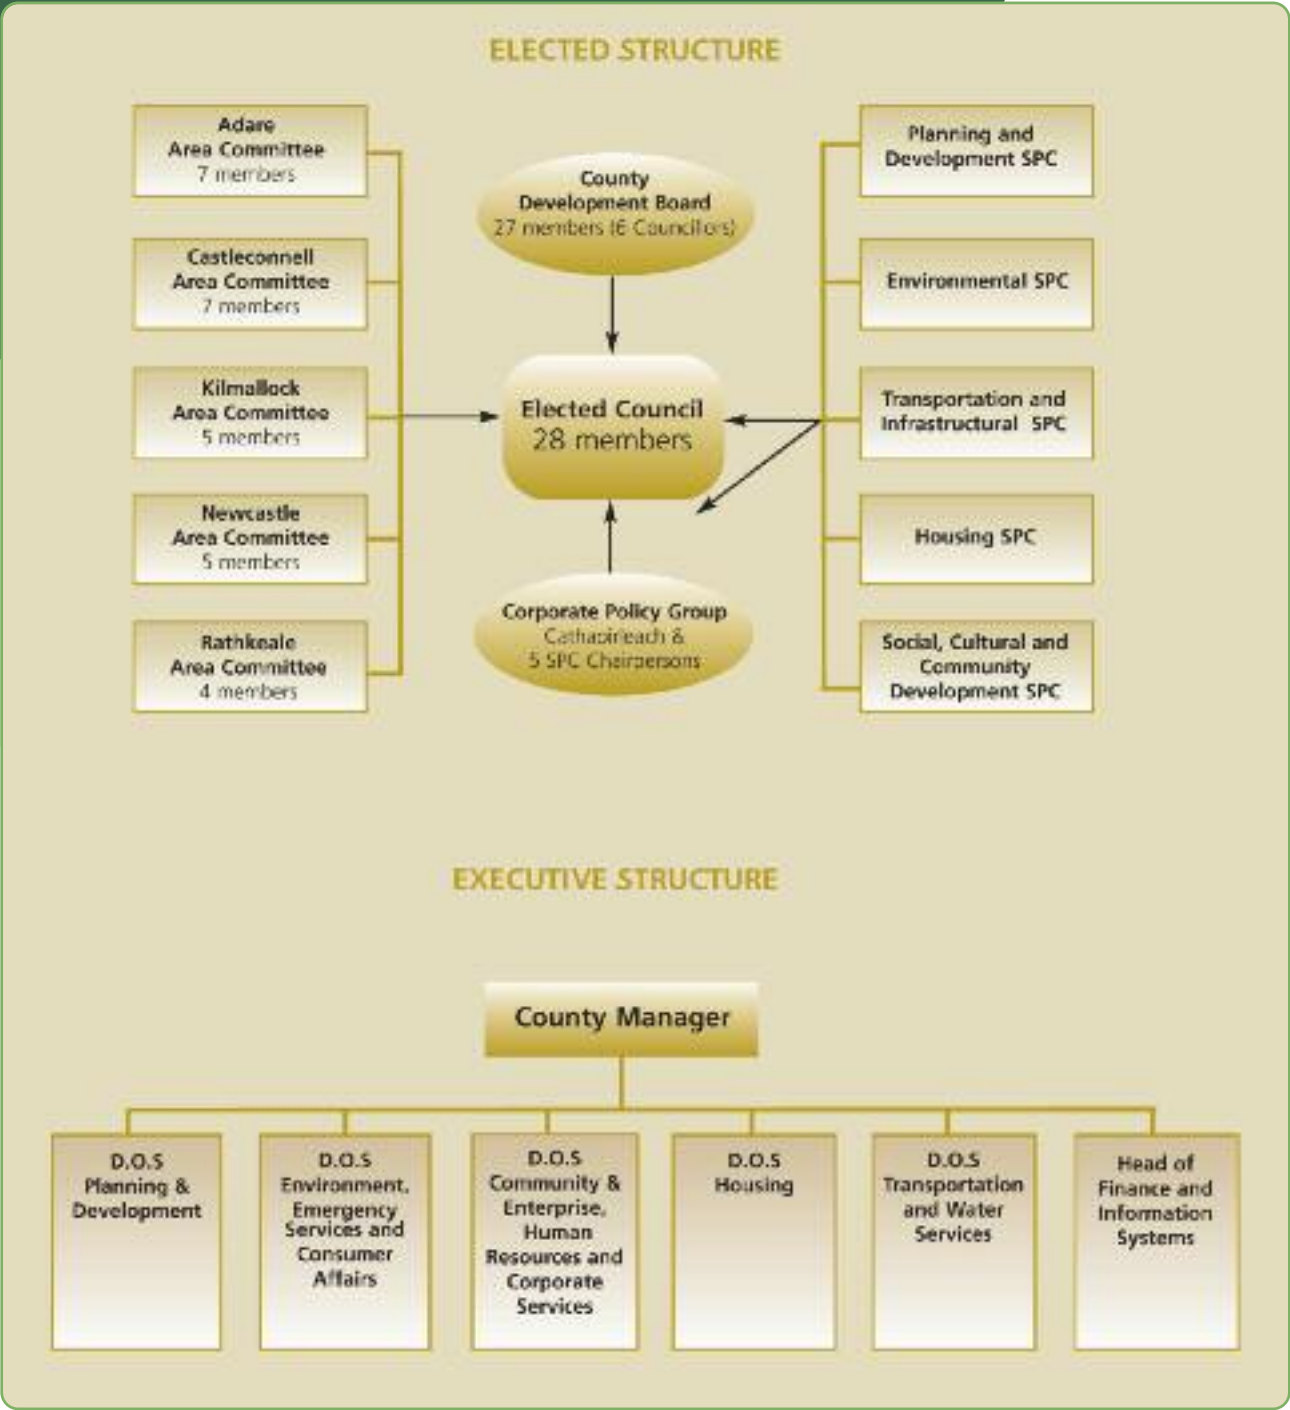 ELECTED STRUCTURE
Adare
Area Committee
7 members
Castleconnell
Area Committee
7 members
Kilmallock
Area Committee
5 members
Newcastle
Area Committee
5 members
Rathkeale
Area Committee
4 members
County
Development Board
27 members (6 Councillors)
Elected Council
28 members
Corporate Policy Group
Cathaoirleach &
5 SPC Chairpersons
Planning and
Development SPC
Environmental SPC
Transportation and
Infrastructural SPC
Housing SPC
Social, Cultural and
Community
Development SPC
EXECUTIVE STRUCTURE
County Manager
D.O.S
Planning &
Development
D.O.S
Environment,
Emergency
Services and
Consumer
Affairs
D.O.S
Community &
Enterprise,
Human
Resources and
Corporate
Services
D.O.S
Housing
D.O.S
Transportation
and Water
Services
Head of
Finance and
Information
Systems